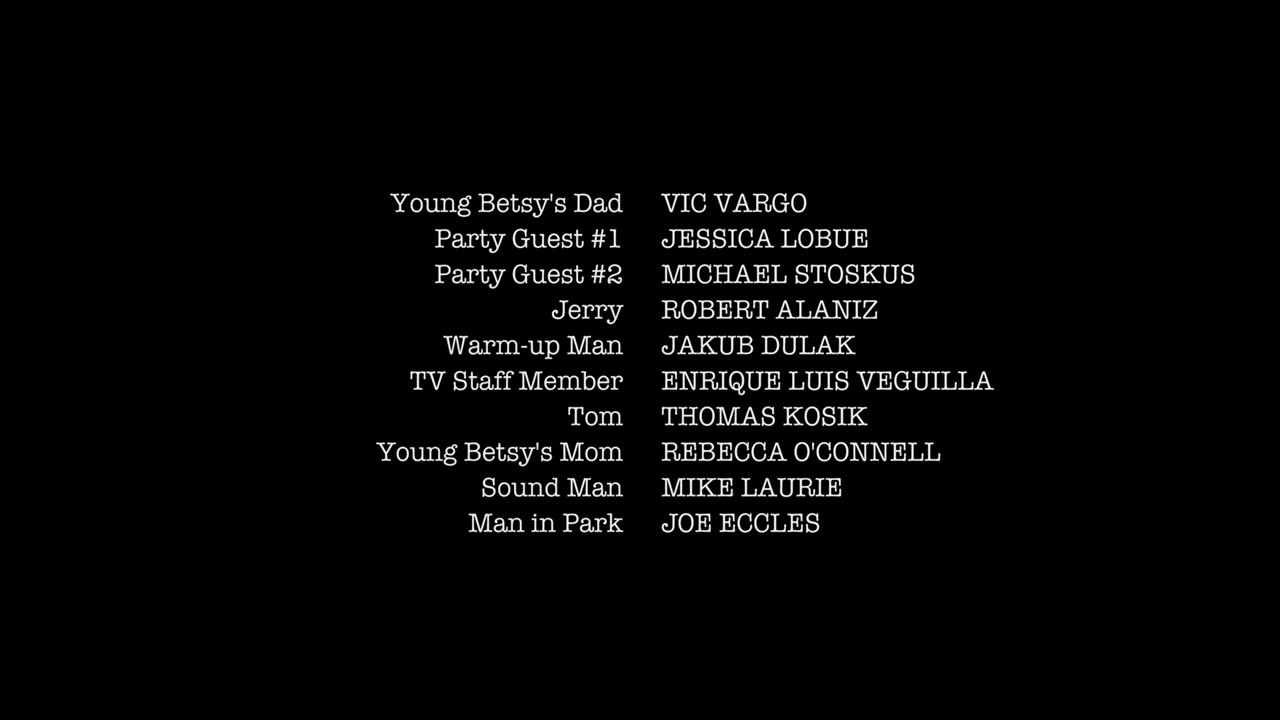 Young Betsy's Dad VIC VARGO
Party Guest #1 JESSICA LOBUE
Party Guest #2 MICHAEL STOSKUS
Jerry ROBERT ALANIZ
Warm-up Man JAKUB DULAK
TV Staff Member ENRIQUE LUIS VEGUILLA
Tom THOMAS KOSIK
Young Betsy's Mom REBECCA O'CONNELL
Sound Man MIKE LAURIE
Man in Park JOE ECCLES